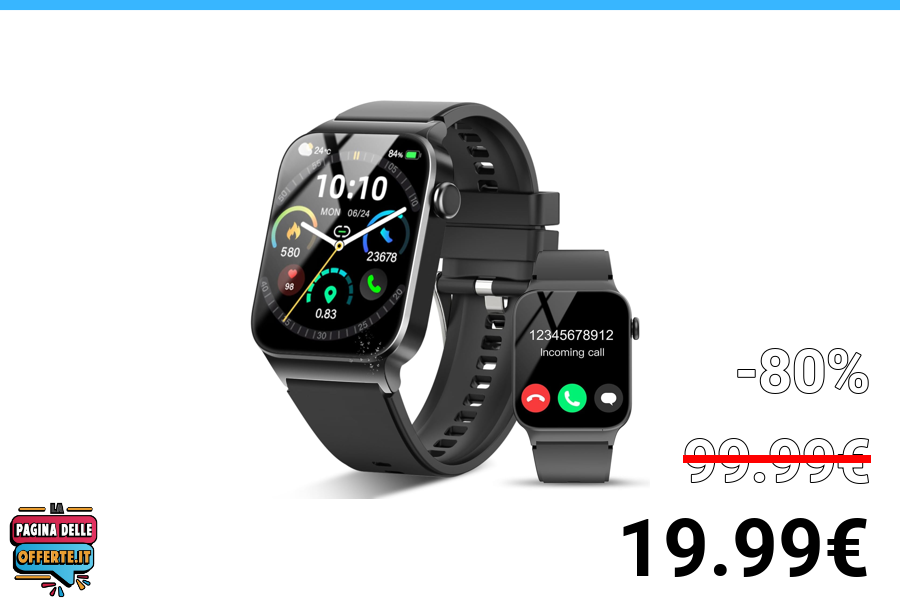 24°C
84%
10:10
MON 06/24
580
23678
98
0.83
12345678912
Incoming call
-80%
99.99€
19.99€
LA
PAGINA DELLE
OFFERTE.IT